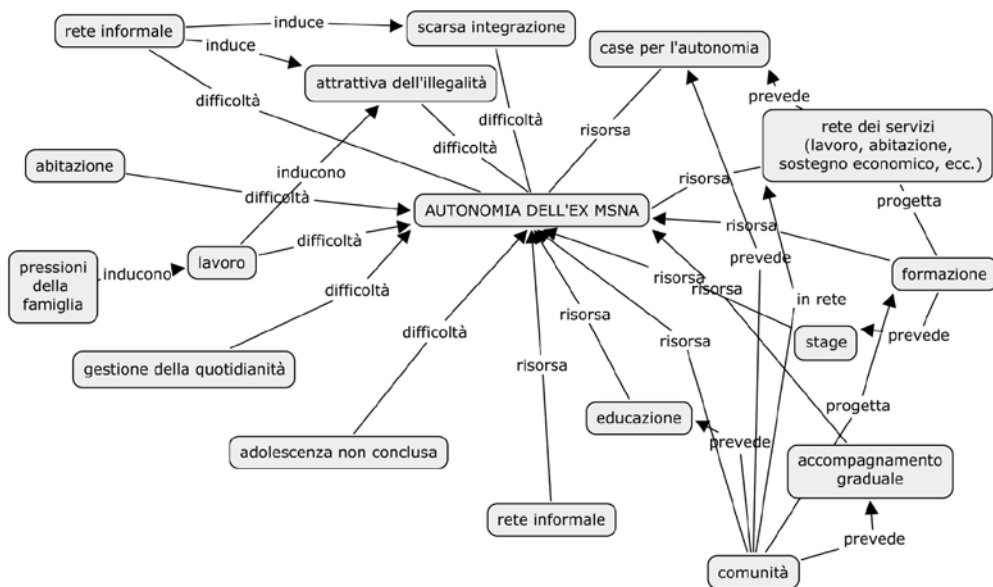 rete informale
induce
scarsa integrazione
induce
case per l'autonomia
attrattiva dell'illegalità
difficoltà
prevede
difficoltà
risorsa
rete dei servizi
(lavoro, abitazione,
sostegno economico, ecc.)
difficoltà
abitazione
inducono
risorsa
difficoltà
progetta
AUTONOMIA DELL'EX MSNA
risorsa
difficoltà
lavoro
pressioni
della
famiglia
inducono
prevede
formazione
difficoltà
risorsa
risorsa
in rete
risorsa
difficoltà
risorsa
stage
prevede
gestione della quotidianità
risorsa
progetta
educazione
prevede
adolescenza non conclusa
accompagnamento
graduale
rete informale
prevede
comunità